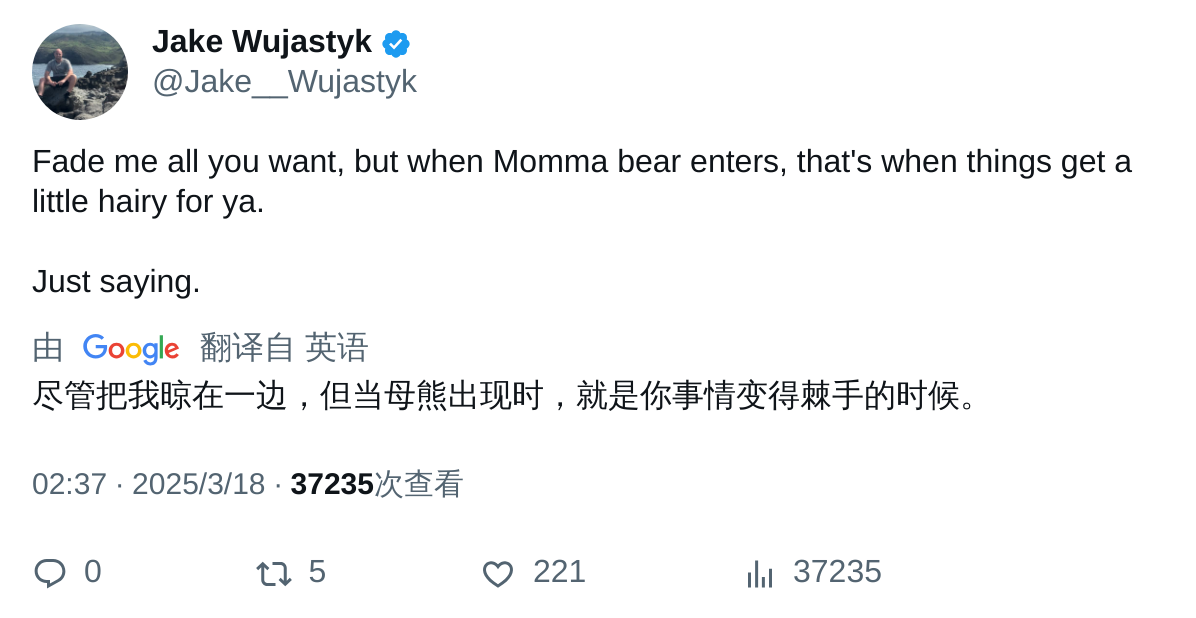 Jake Wujastyk
@Jake__Wujastyk
Fade me all you want, but when Momma bear enters, that's when things get a
little hairy for ya.
Just saying.
由 Google 翻译自 英语
尽管把我晾在一边，但当母熊出现时，就是你事情变得棘手的时候。
02:37 · 2025/3/18 · 37235次查看
0 5 221 37235